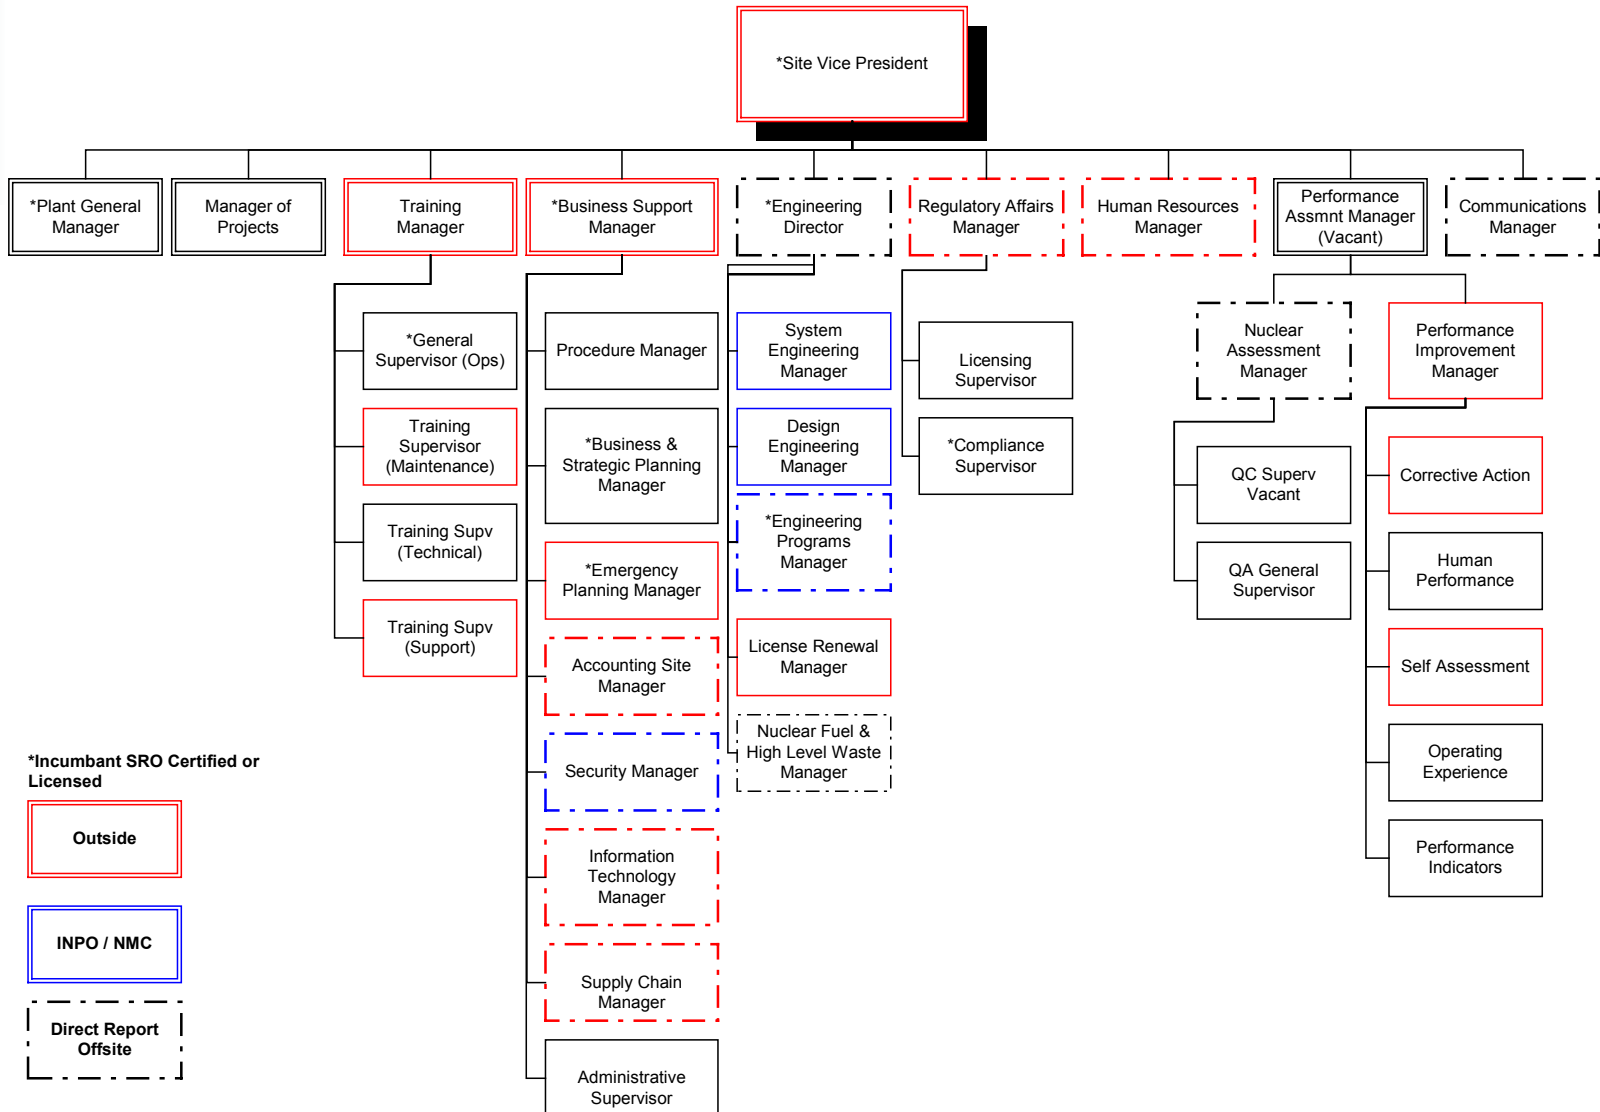 *Site Vice President
*Plant General
Manager
Manager of
Projects
Training
Manager
*Business Support
Manager
*Engineering
Director
Regulatory Affairs
Manager
Human Resources
Manager
Performance
Assmnt Manager
(Vacant)
Communications
Manager
*General
Supervisor (Ops)
Training
Supervisor
(Maintenance)
Training Supv
(Technical)
Training Supv
(Support)
Procedure Manager
*Business &
Strategic Planning
Manager
*Emergency
Planning Manager
Accounting Site
Manager
Security Manager
Information
Technology
Manager
Supply Chain
Manager
Administrative
Supervisor
System
Engineering
Manager
Design
Engineering
Manager
*Engineering
Programs
Manager
License Renewal
Manager
Nuclear Fuel &
High Level Waste
Manager
Licensing
Supervisor
*Compliance
Supervisor
Nuclear
Assessment
Manager
QC Superv
Vacant
QA General
Supervisor
Performance
Improvement
Manager
Corrective Action
Human
Performance
Self Assessment
Operating
Experience
Performance
Indicators
*Incumbant SRO Certified or
Licensed
Outside
INPO / NMC
Direct Report
Offsite